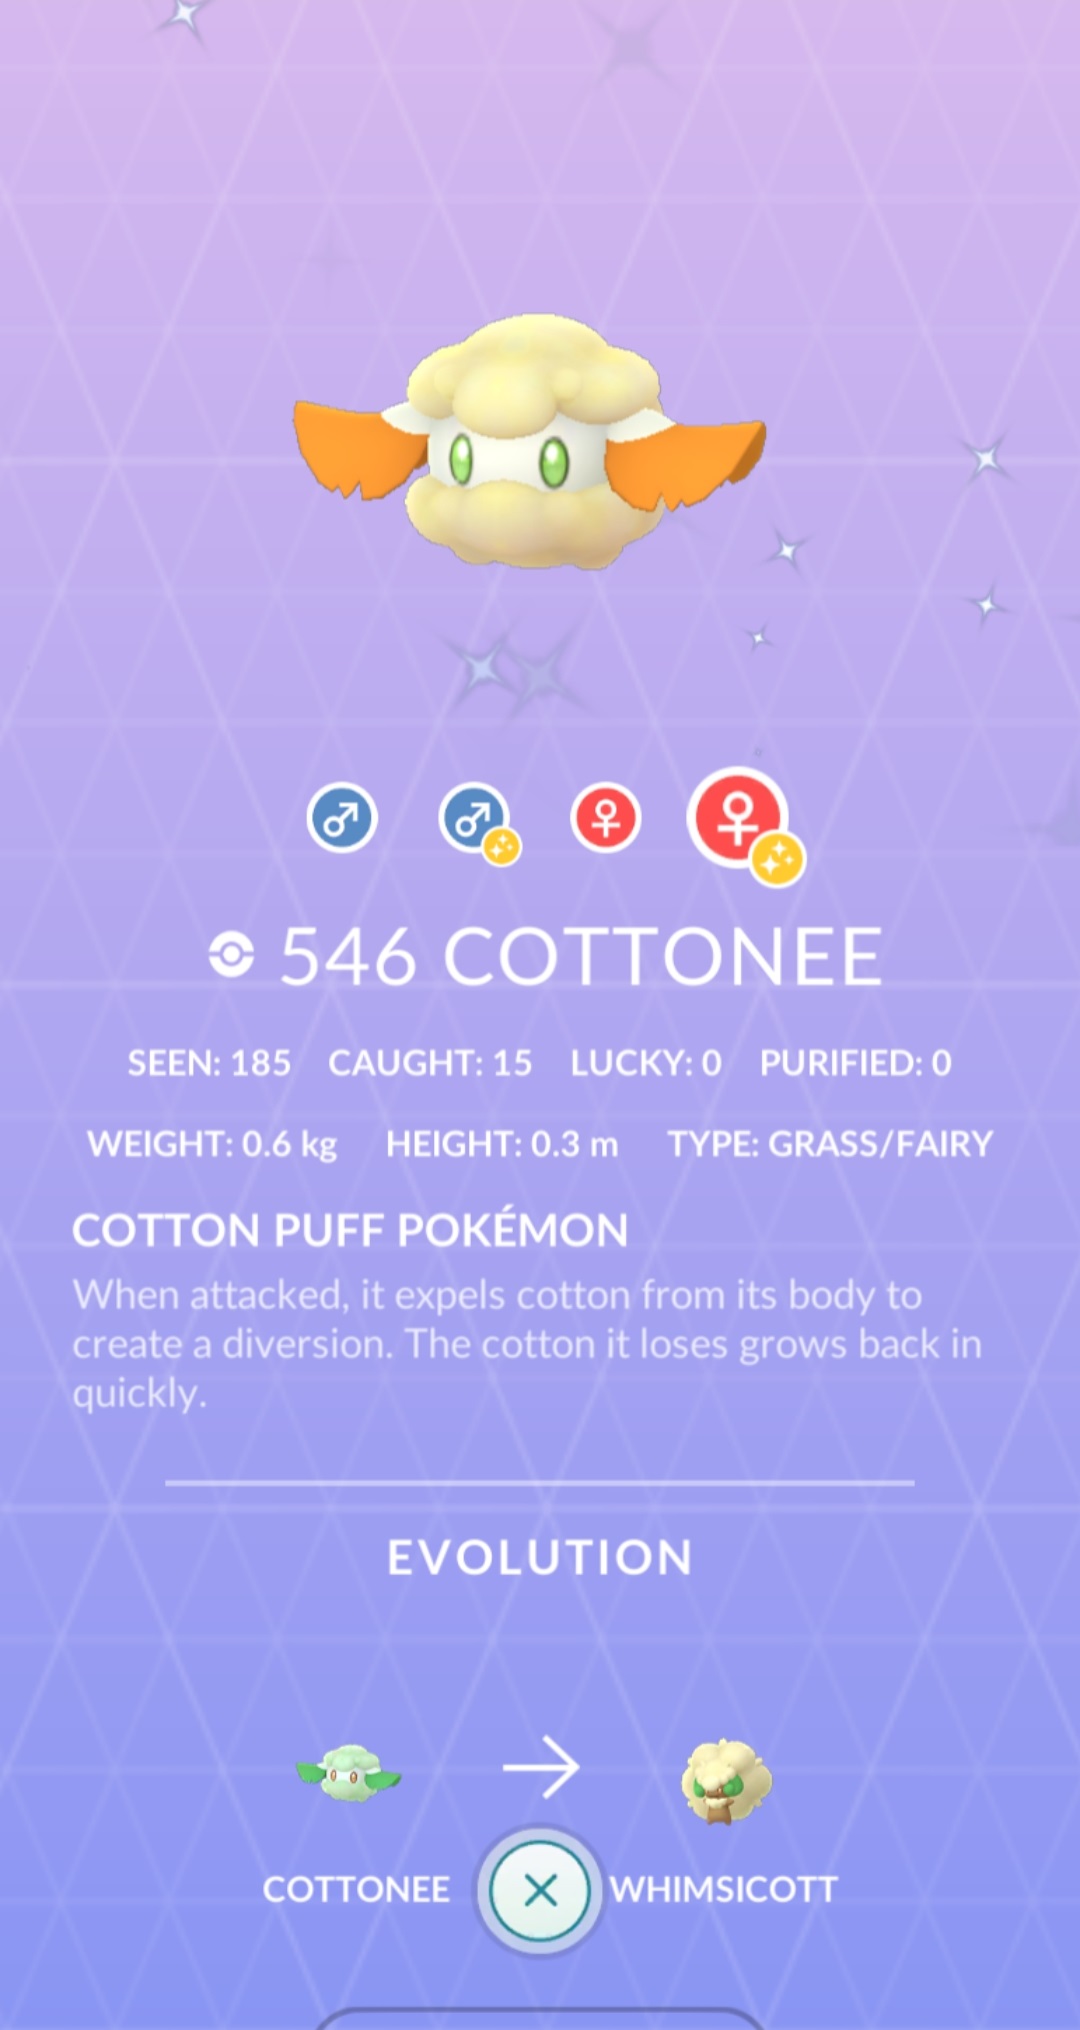 546 COTTONEE
SEEN: 185 CAUGHT: 15 LUCKY: 0 PURIFIED: 0
WEIGHT: 0.6 kg HEIGHT: 0.3 m TYPE: GRASS/FAIRY
COTTON PUFF POKÉMON
When attacked, it expels cotton from its body to
create a diversion. The cotton it loses grows back in
quickly.
EVOLUTION
COTTONEE WHIMSICOTT